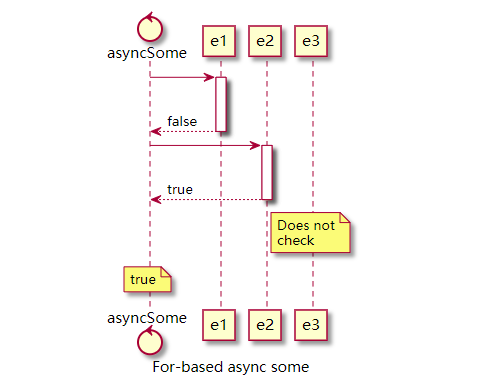 asyncSome
e1
e2
e3
false
true
Does not
check
true
asyncSome
e1
e2
e3
For-based async some